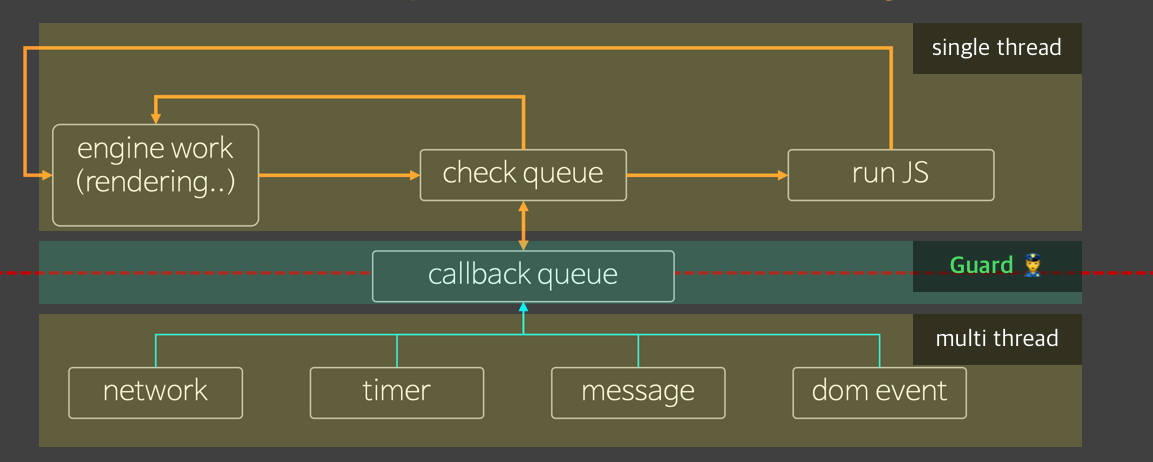 single thread
engine work
(rendering..)
check queue
run JS
callback queue
Guard 👮
multi thread
network
timer
message
dom event